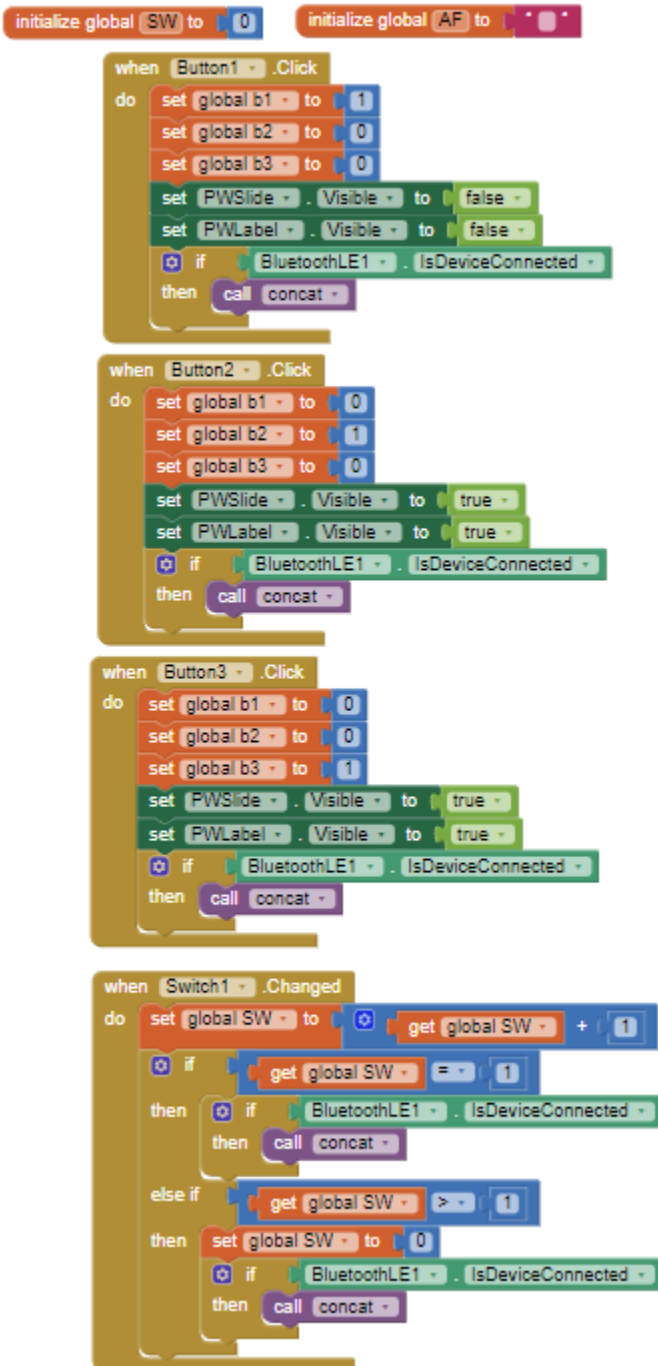 initialize global SW to 0 initialize global AF to " "
when Button1 .Click
do set global b1 to 1
set global b2 to 0
set global b3 to 0
set PWSlide . Visible to false
set PWLabel . Visible to false
if BluetoothLE1 . IsDeviceConnected
then call concat
when Button2 .Click
do set global b1 to 0
set global b2 to 1
set global b3 to 0
set PWSlide . Visible to true
set PWLabel . Visible to true
if BluetoothLE1 . IsDeviceConnected
then call concat
when Button3 .Click
do set global b1 to 0
set global b2 to 0
set global b3 to 1
set PWSlide . Visible to true
set PWLabel . Visible to true
if BluetoothLE1 . IsDeviceConnected
then call concat
when Switch1 .Changed
do set global SW to get global SW + 1
if get global SW = 1
then if BluetoothLE1 . IsDeviceConnected
then call concat
else if get global SW > 1
then set global SW to 0
if BluetoothLE1 . IsDeviceConnected
then call concat